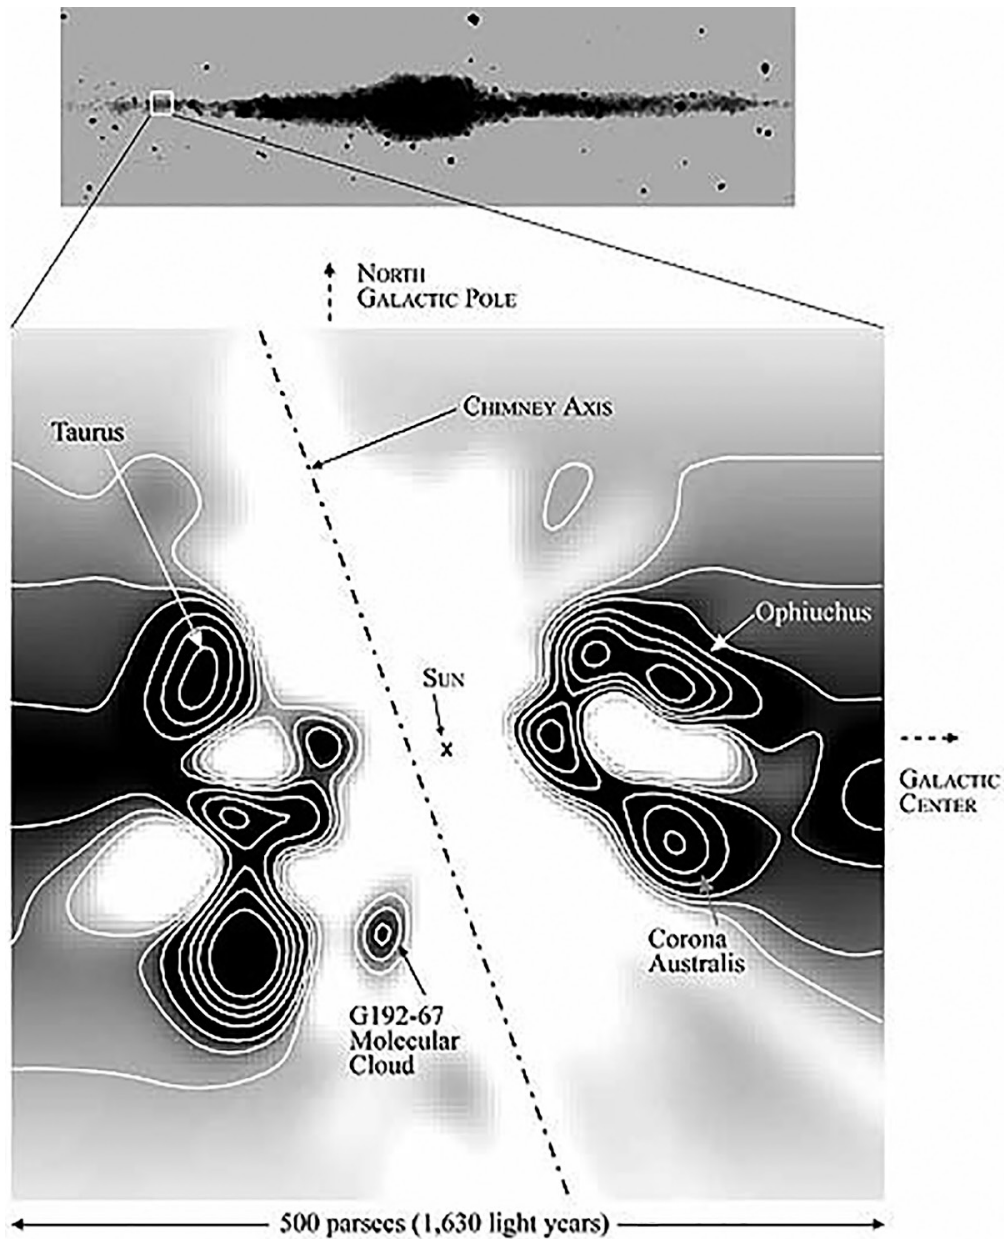 NORTH
GALACTIC POLE
CHIMNEY AXIS
Taurus
Ophiuchus
SUN
x
GALACTIC
CENTER
Corona
Australis
G192-67
Molecular
Cloud
500 parsecs (1,630 light years)